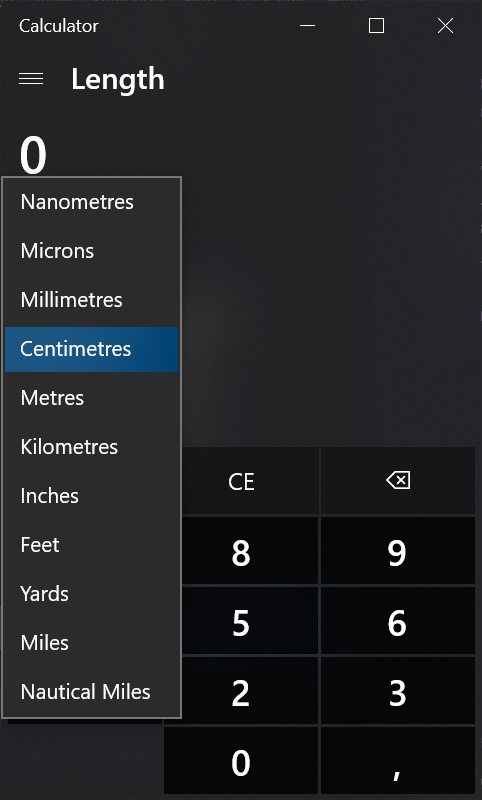 Calculator
Length
0
Nanometres
Microns
Millimetres
Centimetres
Metres
Kilometres
Inches
Feet
Yards
Miles
Nautical Miles
CE
8 9
5 6
2 3
0 ,